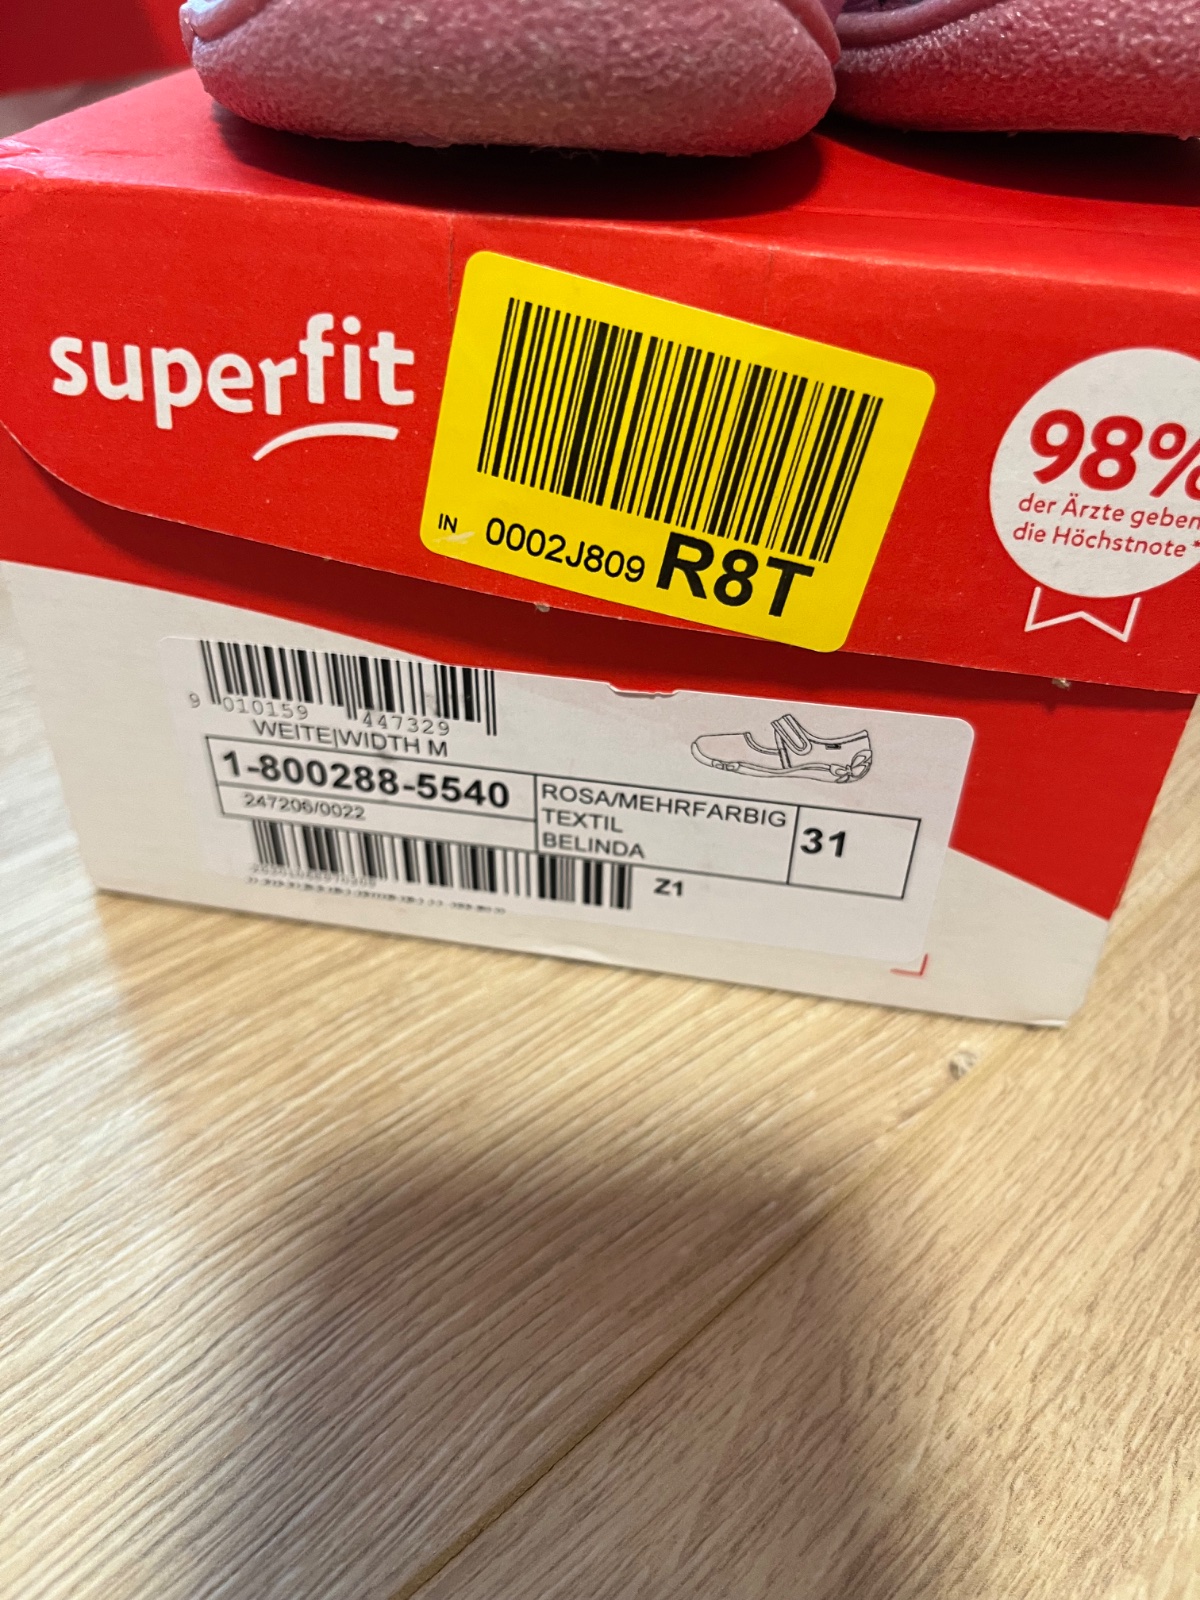 superfit
IN 0002J809 R8T
98%
der Ärzte geben
die Höchstnote *
9 010159 447329
WEITE|WIDTH M
1-800288-5540
247206/0022
ROSA/MEHRFARBIG
TEXTIL
BELINDA
31
Z1